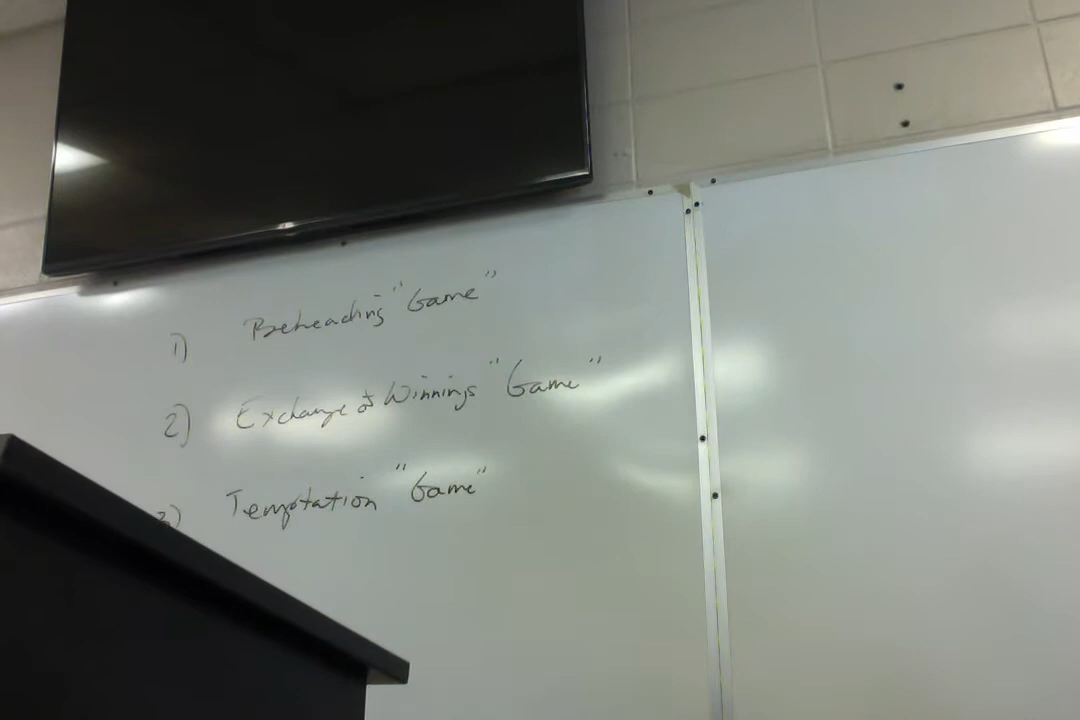 1) Beheading "Game"
2) Exchange of Winnings "Game"
3) Temptation "Game"